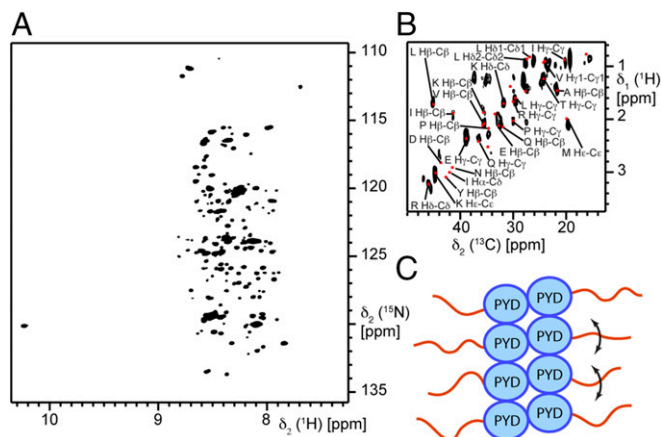 A
110
115
120
125
δ2 (15N)
[ppm]
135
10
9
δ2 (1H) [ppm]
8
B
L Hδ1-Cδ1 I Hγ-Cγ
L Hδ2-Cδ2
L Hβ-Cβ
K Hδ-Cδ
K Hβ-Cβ
V Hβ-Cβ
I Hβ-Cβ
P Hβ-Cβ
D Hβ-Cβ
E Hγ-Cγ
R Hδ-Cδ
K Hε-Cε
Y Hβ-Cβ
I Hα-Cδ
N Hβ-Cβ
Q Hγ-Cγ
E Hβ-Cβ
Q Hβ-Cβ
P Hγ-Cγ
R Hγ-Cγ
L Hγ-Cγ
V Hγ1-Cγ1
A Hβ-Cβ
T Hγ-Cγ
M Hε-Cε
1
δ1 (1H)
[ppm]
2
3
40
30
20
δ2 (13C) [ppm]
C
PYD PYD
PYD PYD
PYD PYD
PYD PYD